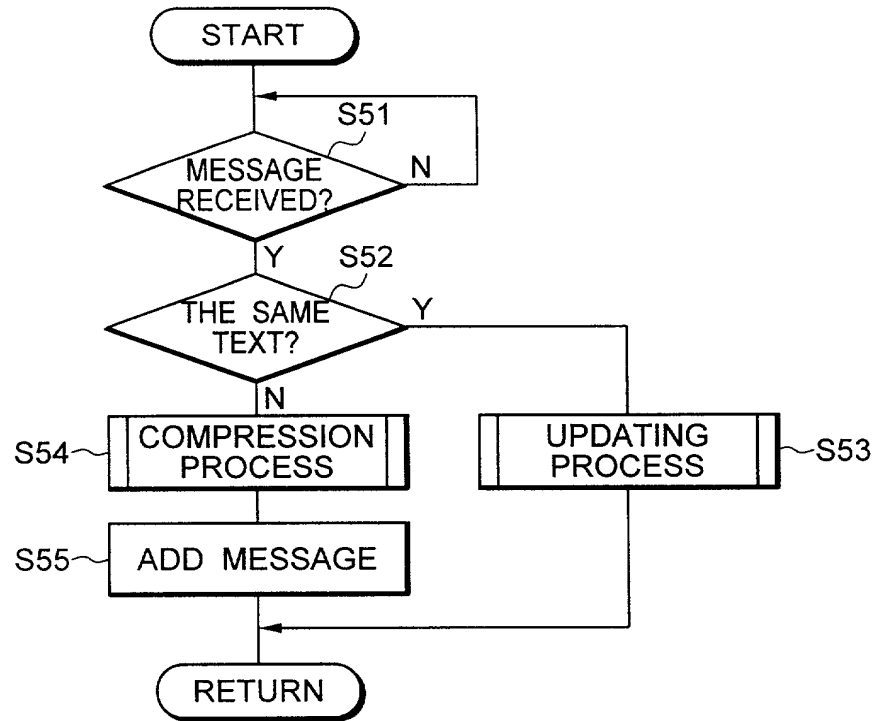 START
S51
MESSAGE
RECEIVED?
N
Y
S52
THE SAME
TEXT?
Y
N
S54
COMPRESSION
PROCESS
UPDATING
PROCESS
S53
S55
ADD MESSAGE
RETURN